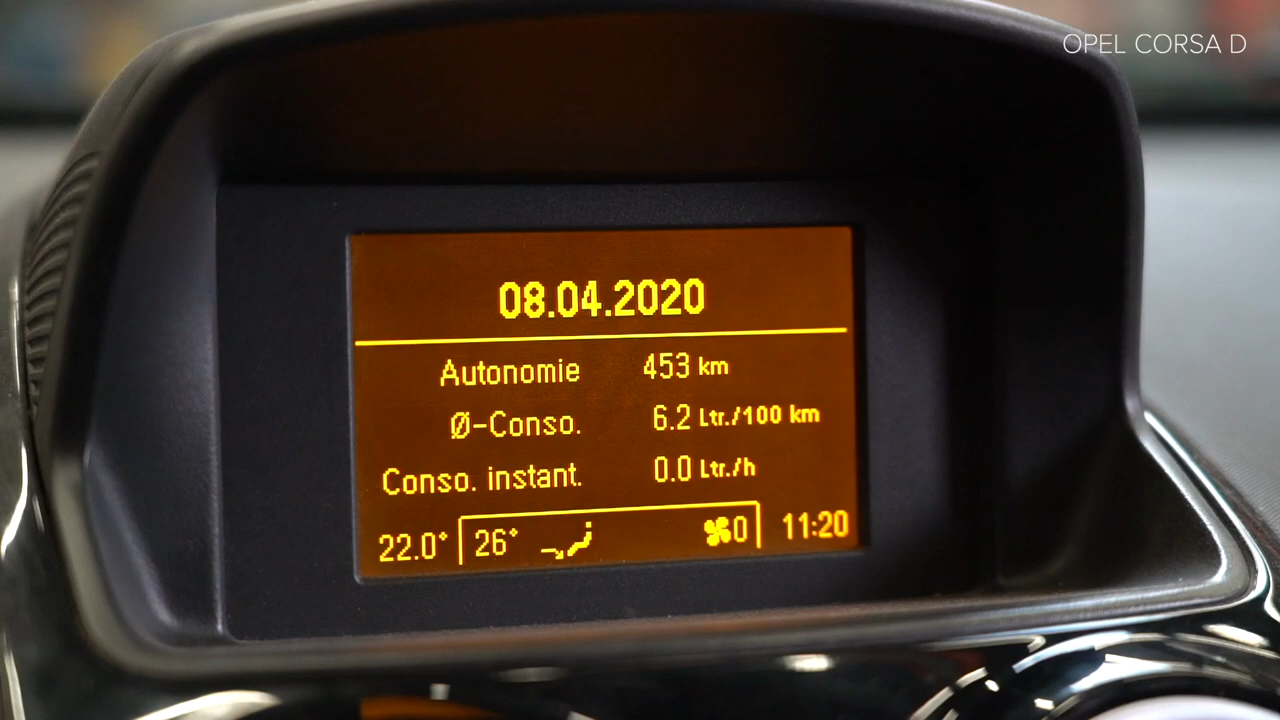 OPEL CORSA D
08.04.2020
Autonomie 453 km
Ø-Conso. 6.2 Ltr./100 km
Conso. instant. 0.0 Ltr./h
22.0° 26° 0 11:20